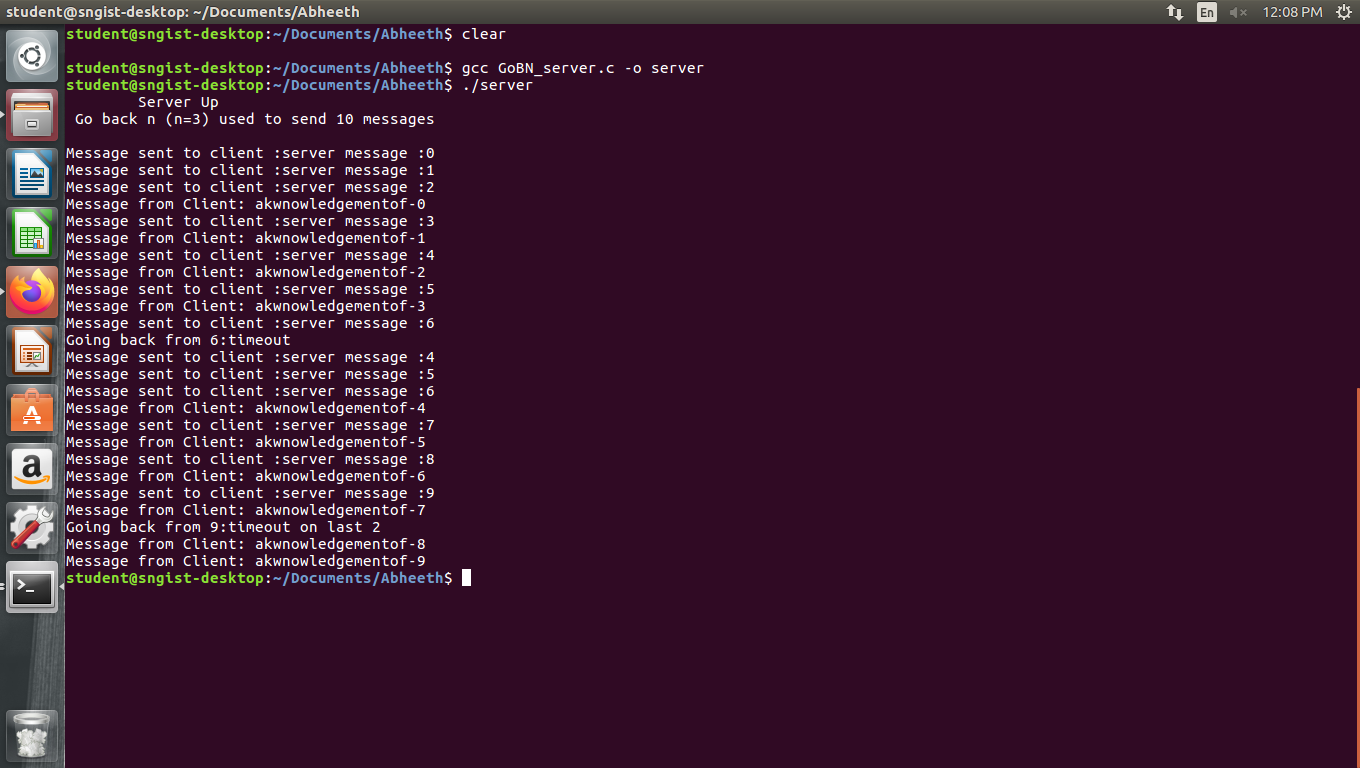 student@sngist-desktop: ~/Documents/Abheeth
En
12:08 PM
student@sngist-desktop:~/Documents/Abheeth$ clear
student@sngist-desktop:~/Documents/Abheeth$ gcc GoBN_server.c -o server
student@sngist-desktop:~/Documents/Abheeth$ ./server
Server Up
Go back n (n=3) used to send 10 messages
Message sent to client :server message :0
Message sent to client :server message :1
Message sent to client :server message :2
Message from Client: akwnowledgementof-0
Message sent to client :server message :3
Message from Client: akwnowledgementof-1
Message sent to client :server message :4
Message from Client: akwnowledgementof-2
Message sent to client :server message :5
Message from Client: akwnowledgementof-3
Message sent to client :server message :6
Going back from 6:timeout
Message sent to client :server message :4
Message sent to client :server message :5
Message sent to client :server message :6
Message from Client: akwnowledgementof-4
Message sent to client :server message :7
Message from Client: akwnowledgementof-5
Message sent to client :server message :8
Message from Client: akwnowledgementof-6
Message sent to client :server message :9
Message from Client: akwnowledgementof-7
Going back from 9:timeout on last 2
Message from Client: akwnowledgementof-8
Message from Client: akwnowledgementof-9
student@sngist-desktop:~/Documents/Abheeth$